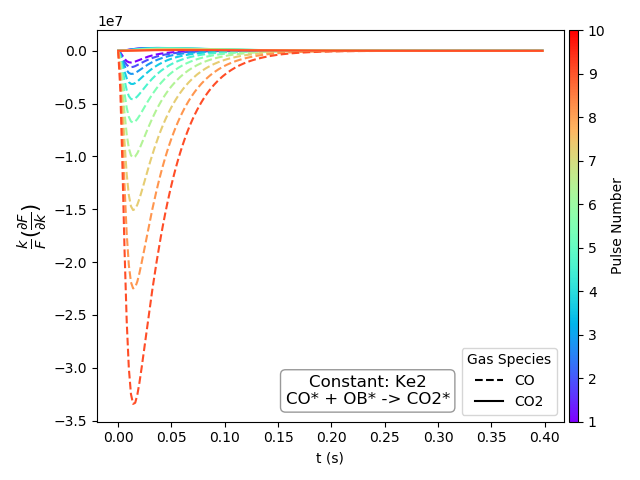 1e7
0.0
−0.5
−1.0
−1.5
−2.0
−2.5
−3.0
−3.5
k/F (∂F/∂k)
0.00 0.05 0.10 0.15 0.20 0.25 0.30 0.35 0.40
t (s)
Constant: Ke2
CO* + OB* -> CO2*
Gas Species
CO
CO2
10
9
8
7
6
5
4
3
2
1
Pulse Number